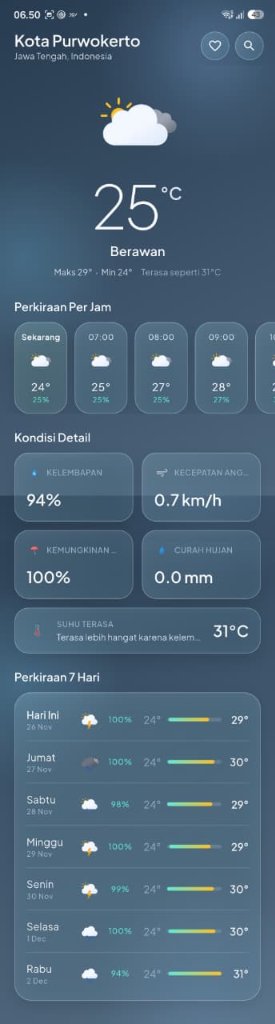 06.50
Kota Purwokerto
Jawa Tengah, Indonesia
25°C
Berawan
Maks 29° · Min 24° Terasa seperti 31°C
Perkiraan Per Jam
Sekarang 07:00 08:00 09:00
24° 25° 27° 28°
25% 25% 25% 27%
Kondisi Detail
KELEMBAPAN KECEPATAN ANG...
94% 0.7 km/h
KEMUNGKINAN ... CURAH HUJAN
100% 0.0 mm
SUHU TERASA
Terasa lebih hangat karena kelem... 31°C
Perkiraan 7 Hari
Hari Ini 100% 24° 29°
26 Nov
Jumat 100% 24° 30°
27 Nov
Sabtu 98% 24° 29°
28 Nov
Minggu 100% 24° 29°
29 Nov
Senin 99% 24° 30°
30 Nov
Selasa 100% 24° 30°
1 Dec
Rabu 94% 24° 31°
2 Dec